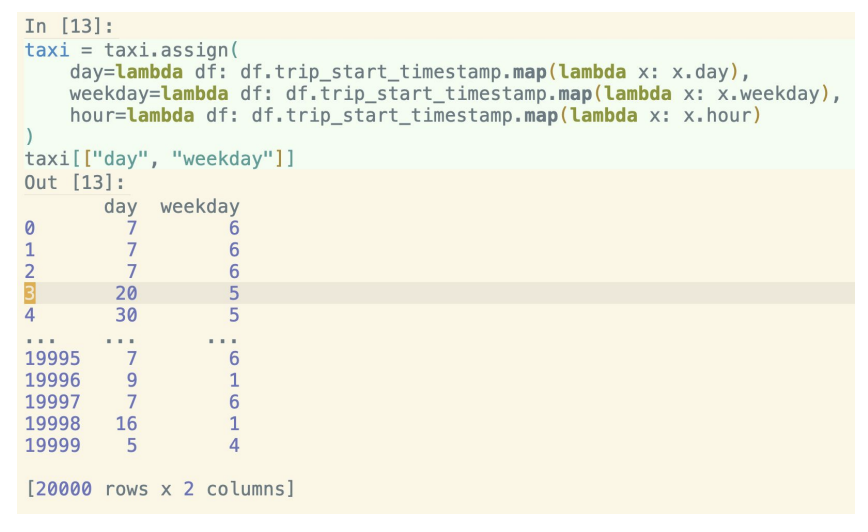 In [13]:
taxi = taxi.assign(
    day=lambda df: df.trip_start_timestamp.map(lambda x: x.day),
    weekday=lambda df: df.trip_start_timestamp.map(lambda x: x.weekday),
    hour=lambda df: df.trip_start_timestamp.map(lambda x: x.hour)
)
taxi[["day", "weekday"]]
Out [13]:
       day  weekday
0        7        6
1        7        6
2        7        6
3       20        5
4       30        5
...    ...      ...
19995    7        6
19996    9        1
19997    7        6
19998   16        1
19999    5        4
[20000 rows x 2 columns]